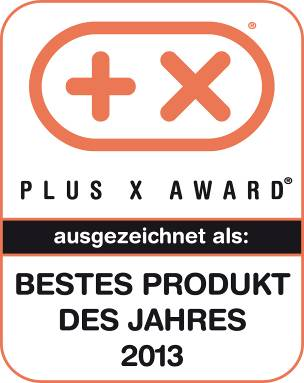 ®
PLUS X AWARD®
ausgezeichnet als:
BESTES PRODUKT
DES JAHRES
2013